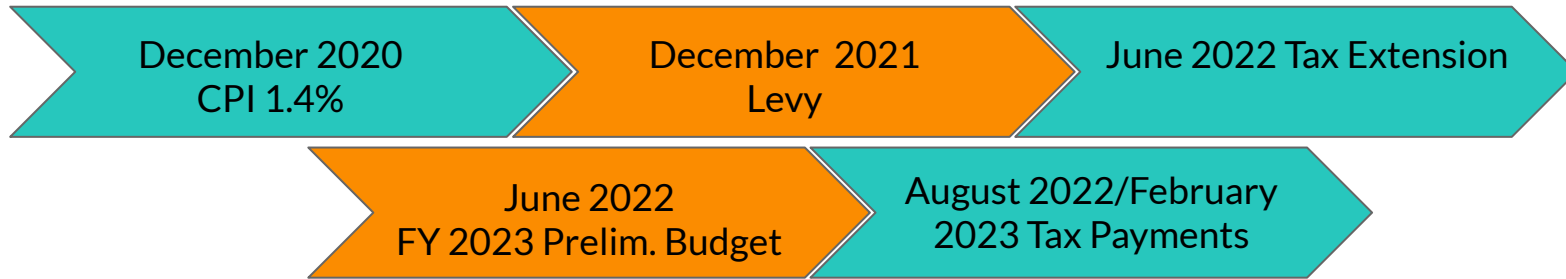 December 2020
CPI 1.4%
December 2021
Levy
June 2022 Tax Extension
June 2022
FY 2023 Prelim. Budget
August 2022/February
2023 Tax Payments